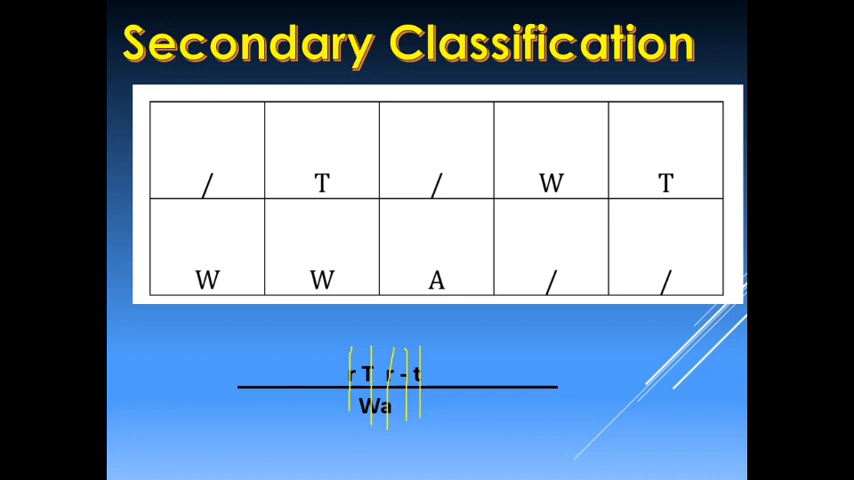 Secondary Classification
/ T / W T
W W A / /
r T r - t
Wa